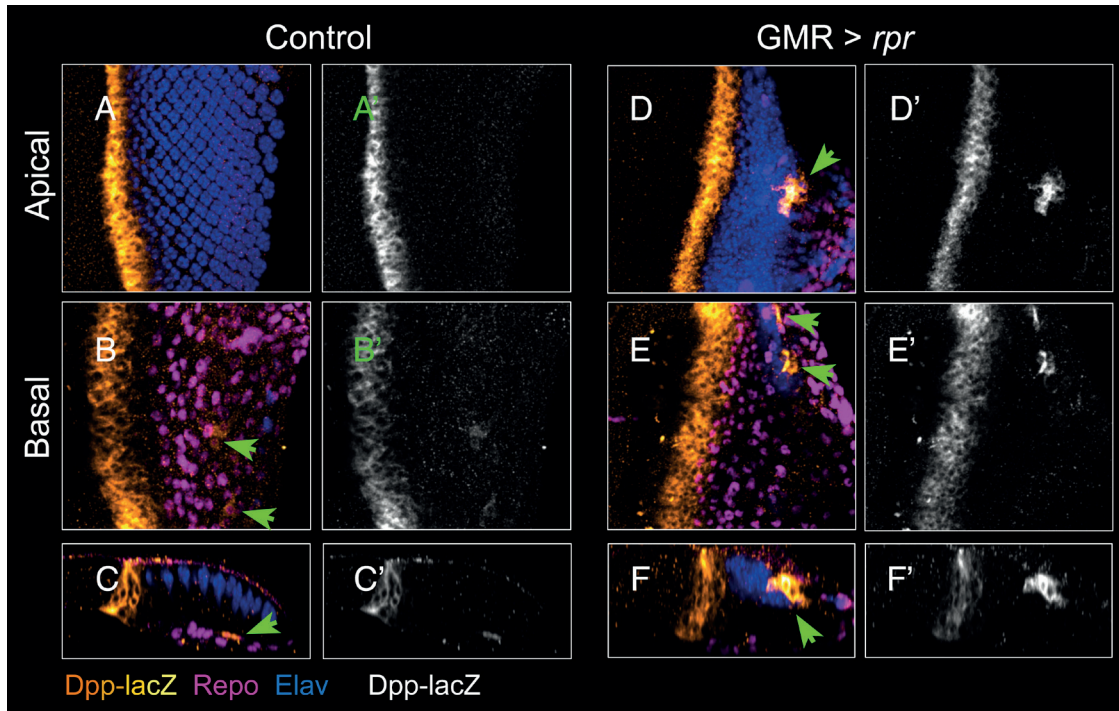 Control GMR > rpr
Apical
A A' D D'
Basal
B B' E E'
C C' F F'
Dpp-lacZ Repo Elav Dpp-lacZ